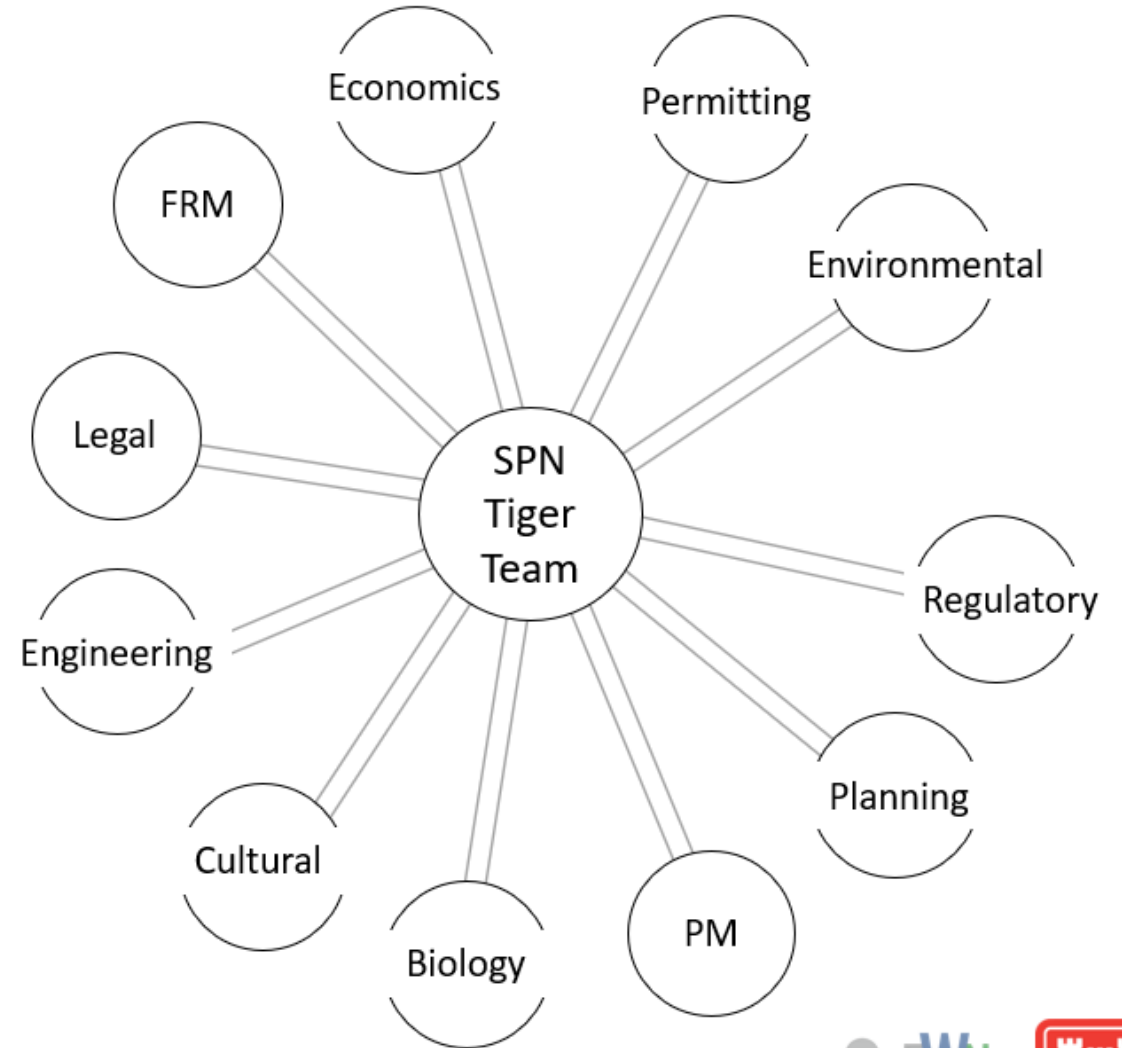 Economics
Permitting
FRM
Environmental
Legal
SPN
Tiger
Team
Regulatory
Engineering
Planning
Cultural
PM
Biology